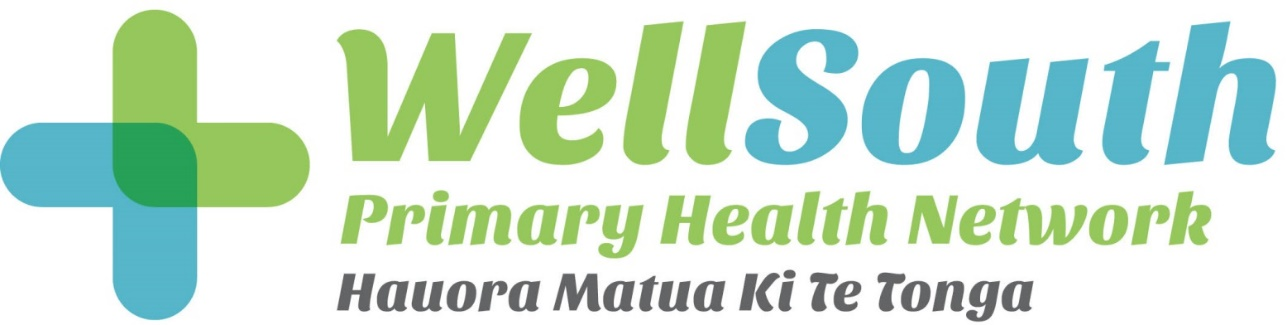 WellSouth
Primary Health Network
Hauora Matua Ki Te Tonga